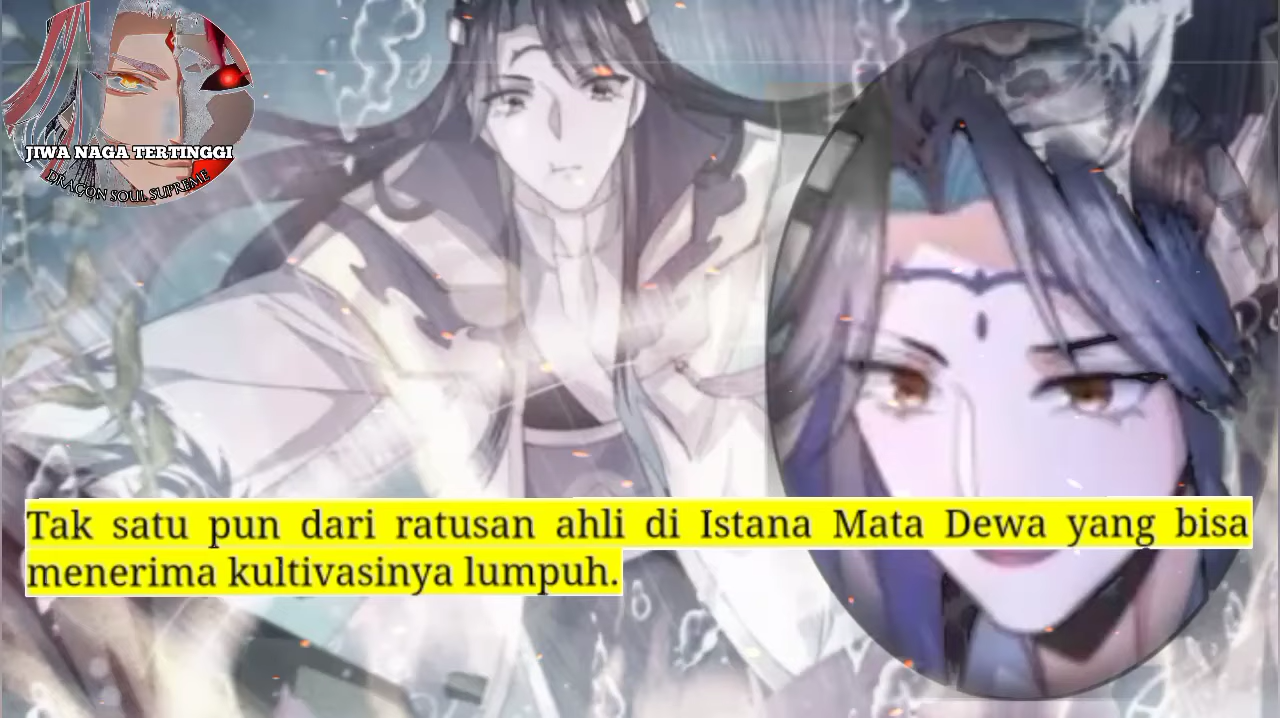 JIWA NAGA TERTINGGI
DRAGON SOUL SUPREME
Tak satu pun dari ratusan ahli di Istana Mata Dewa yang bisa
menerima kultivasinya lumpuh.